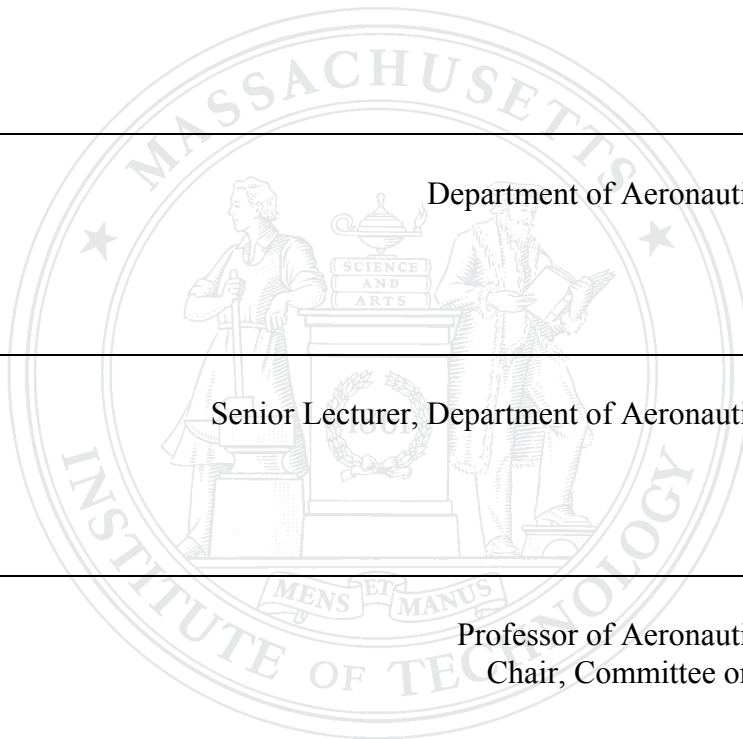 MASSACHUSETTS
Department of Aeronauti
SCIENCE
AND
ARTS
Senior Lecturer, Department of Aeronauti
1861
INSTITUTE OF TECHNOLOGY
MENS ET MANUS
Professor of Aeronauti
Chair, Committee o